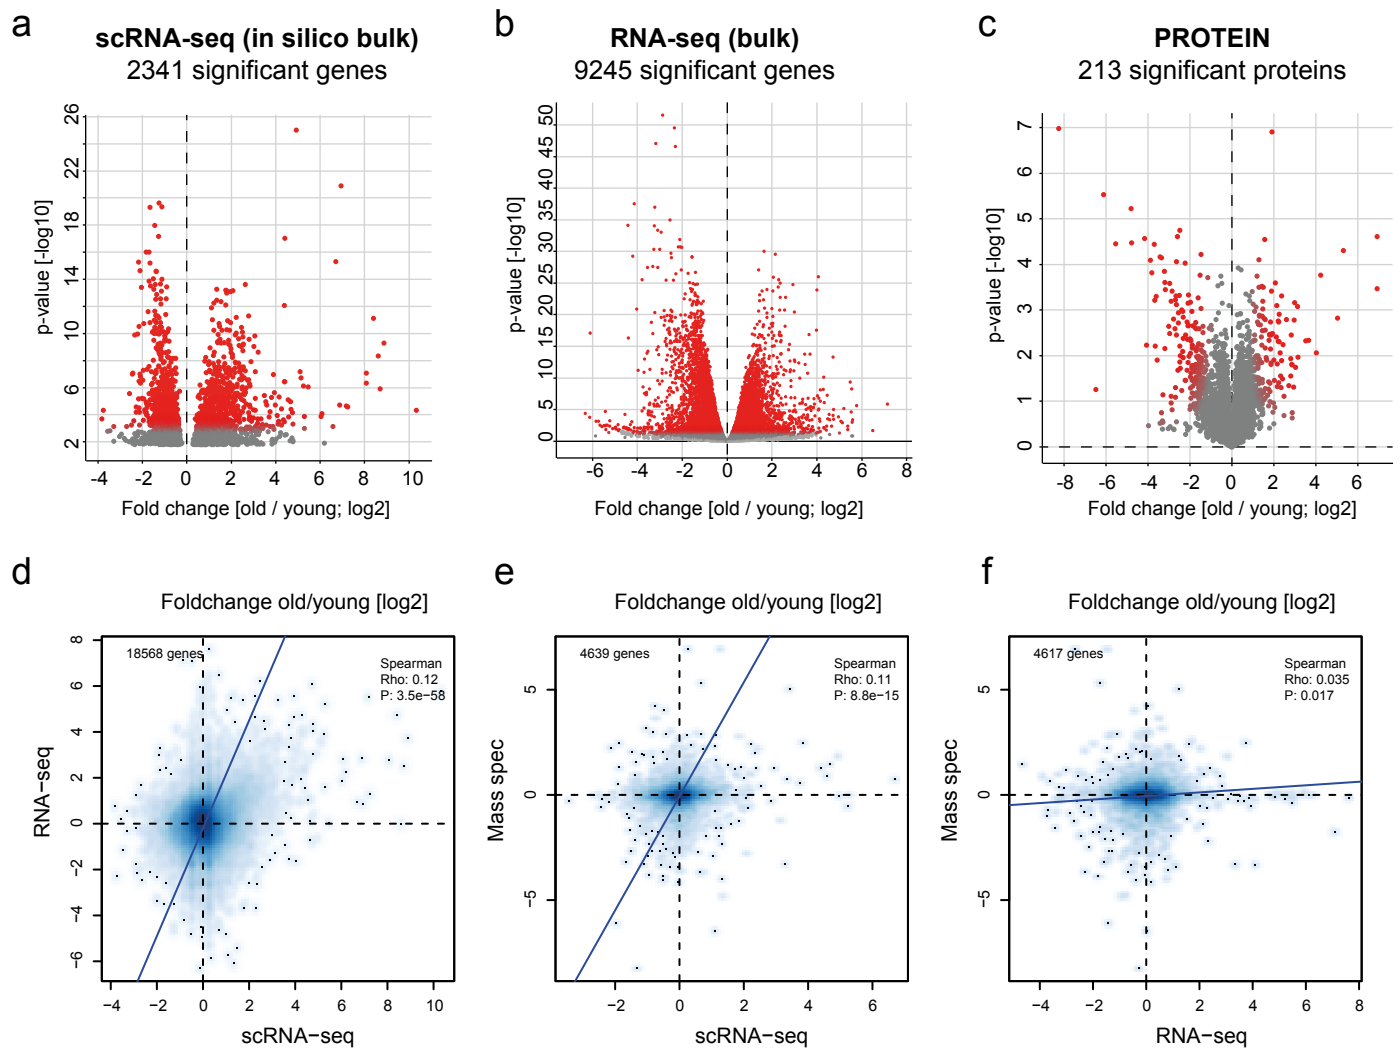 a
scRNA-seq (in silico bulk)
2341 significant genes
p-value [-log10]
26
22
18
14
10
6
2
-4 -2 0 2 4 6 8 10
Fold change [old / young; log2]
b
RNA-seq (bulk)
9245 significant genes
p-value [-log10]
50
45
40
35
30
25
20
15
10
5
0
-6 -4 -2 0 2 4 6 8
Fold change [old / young; log2]
c
PROTEIN
213 significant proteins
p-value [-log10]
7
6
5
4
3
2
1
0
-8 -6 -4 -2 0 2 4 6
Fold change [old / young; log2]
d
Foldchange old/young [log2]
18568 genes
Spearman
Rho: 0.12
P: 3.5e−58
RNA−seq
8
6
4
2
0
−2
−4
−6
−4 −2 0 2 4 6 8 10
scRNA−seq
e
Foldchange old/young [log2]
4639 genes
Spearman
Rho: 0.11
P: 8.8e−15
Mass spec
5
0
−5
−2 0 2 4 6
scRNA−seq
f
Foldchange old/young [log2]
4617 genes
Spearman
Rho: 0.035
P: 0.017
Mass spec
5
0
−5
−4 −2 0 2 4 6 8
RNA−seq